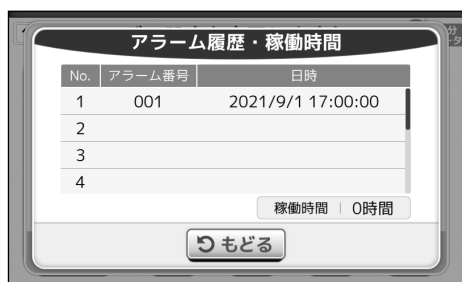 アラーム履歴・稼働時間
No. アラーム番号 日時
1 001 2021/9/1 17:00:00
2
3
4
稼働時間 0時間
もどる